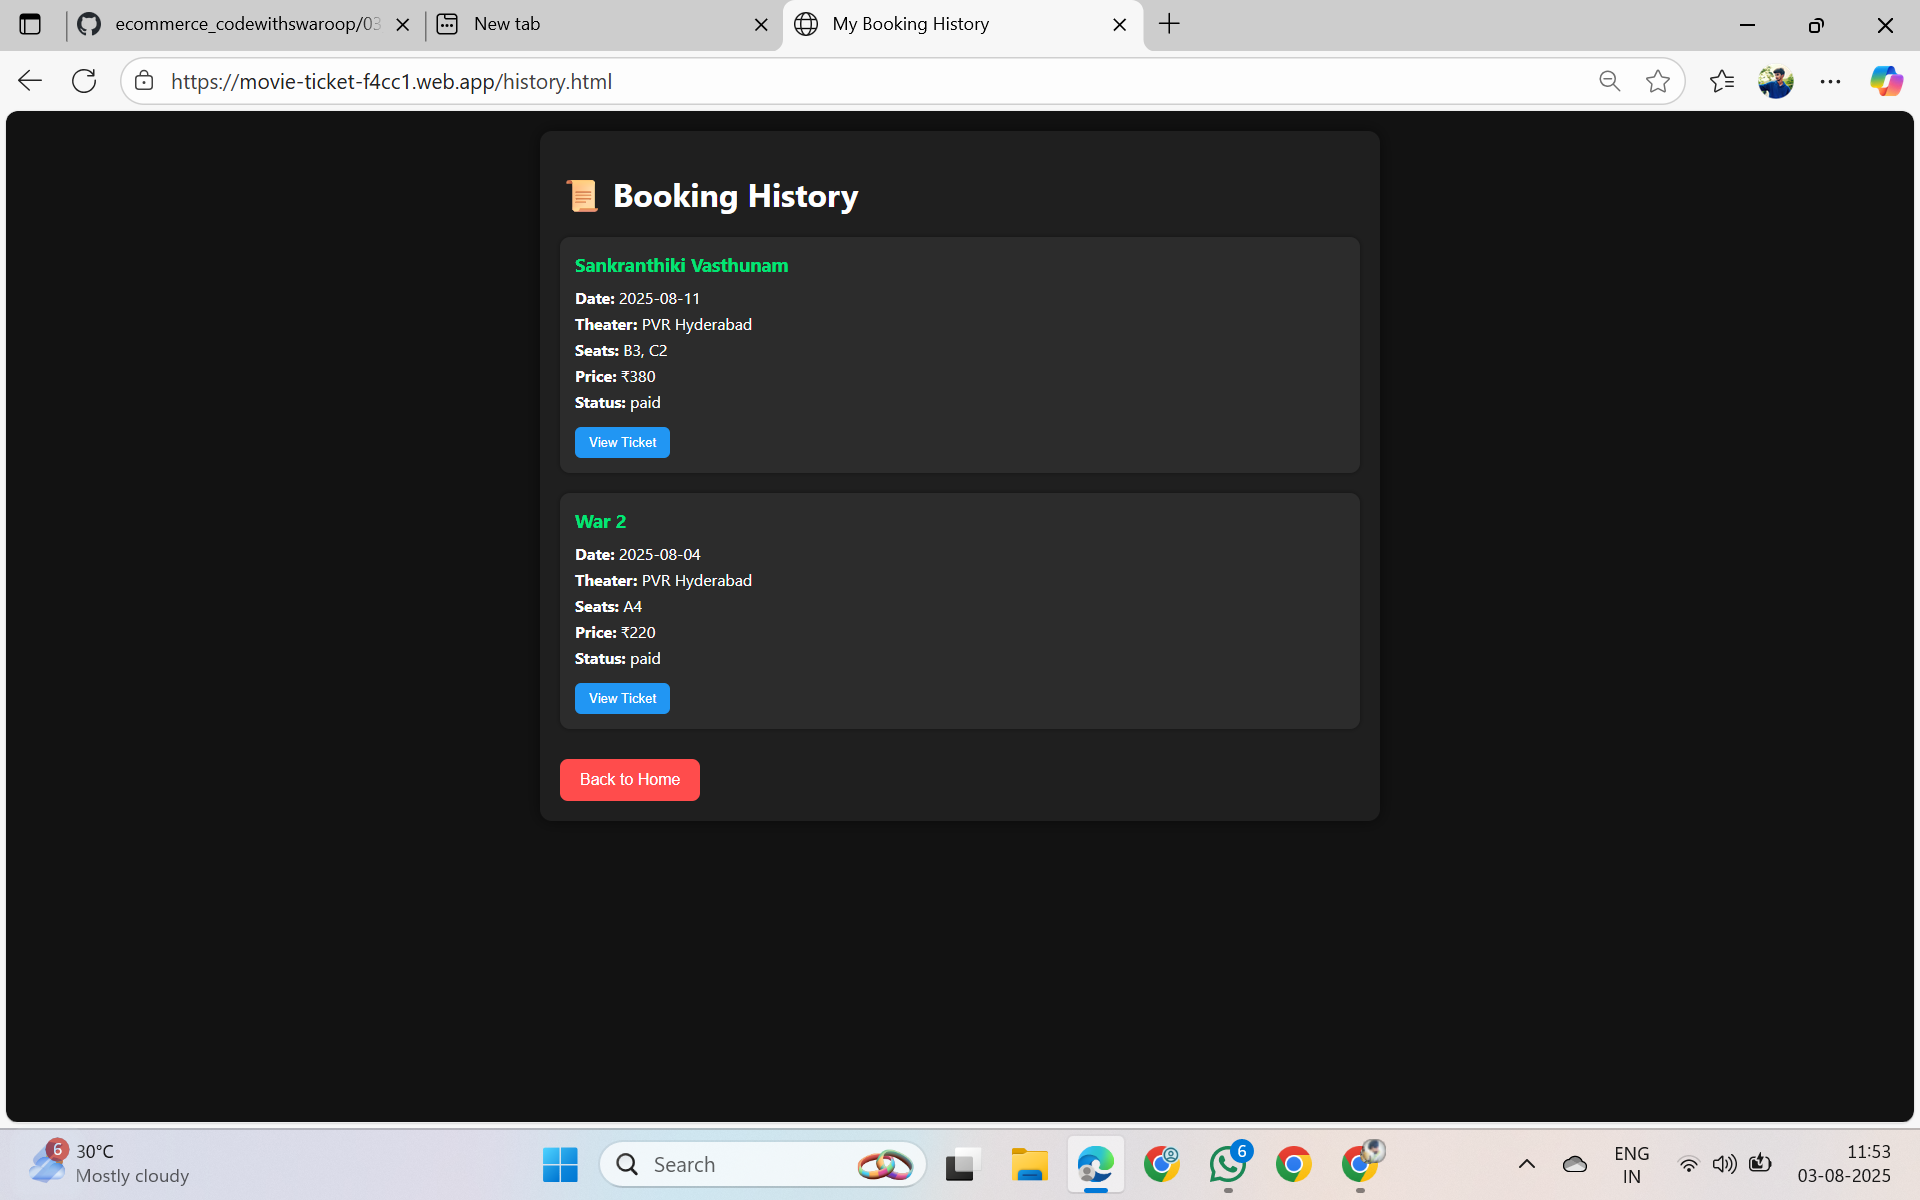 ecommerce_codewithswaroop/03
New tab
My Booking History
https://movie-ticket-f4cc1.web.app/history.html
Booking History
Sankranthiki Vasthunam
Date: 2025-08-11
Theater: PVR Hyderabad
Seats: B3, C2
Price: ₹380
Status: paid
View Ticket
War 2
Date: 2025-08-04
Theater: PVR Hyderabad
Seats: A4
Price: ₹220
Status: paid
View Ticket
Back to Home
6
30°C
Mostly cloudy
Search
6
ENG
IN
11:53
03-08-2025